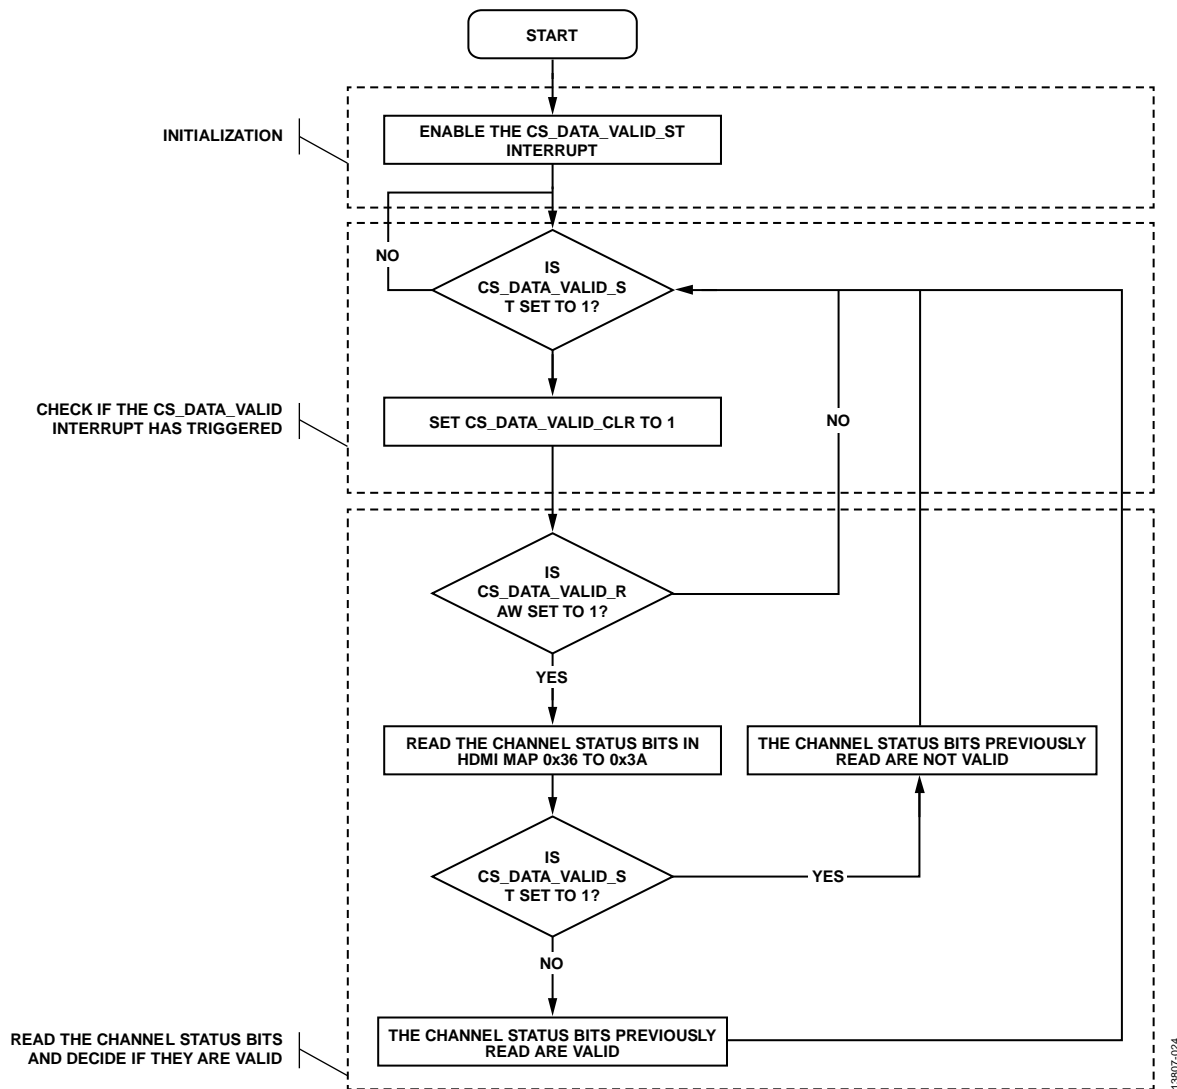 START
INITIALIZATION
ENABLE THE CS_DATA_VALID_ST
INTERRUPT
NO
IS
CS_DATA_VALID_S
T SET TO 1?
CHECK IF THE CS_DATA_VALID
INTERRUPT HAS TRIGGERED
SET CS_DATA_VALID_CLR TO 1
NO
IS
CS_DATA_VALID_R
AW SET TO 1?
YES
READ THE CHANNEL STATUS BITS IN
HDMI MAP 0x36 TO 0x3A
THE CHANNEL STATUS BITS PREVIOUSLY
READ ARE NOT VALID
IS
CS_DATA_VALID_S
T SET TO 1?
YES
NO
READ THE CHANNEL STATUS BITS
AND DECIDE IF THEY ARE VALID
THE CHANNEL STATUS BITS PREVIOUSLY
READ ARE VALID
13807-024